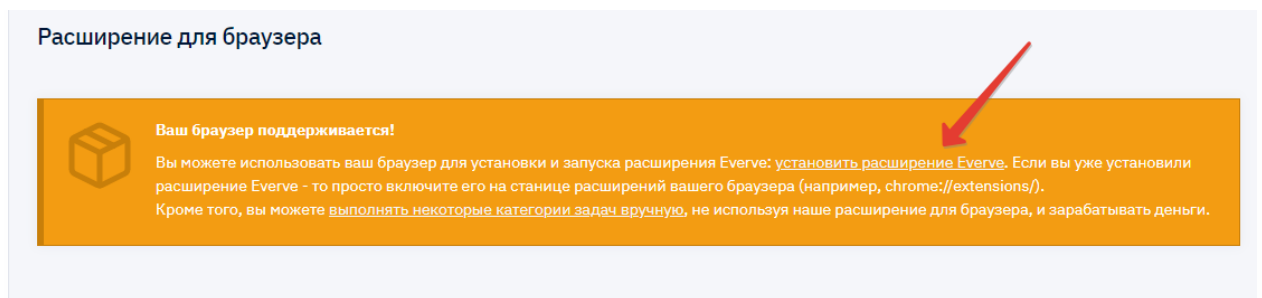 Расширение для браузера
Ваш браузер поддерживается!
Вы можете использовать ваш браузер для установки и запуска расширения Everve: установить расширение Everve. Если вы уже установили
расширение Everve - то просто включите его на станице расширений вашего браузера (например, chrome://extensions/).
Кроме того, вы можете выполнять некоторые категории задач вручную, не используя наше расширение для браузера, и зарабатывать деньги.